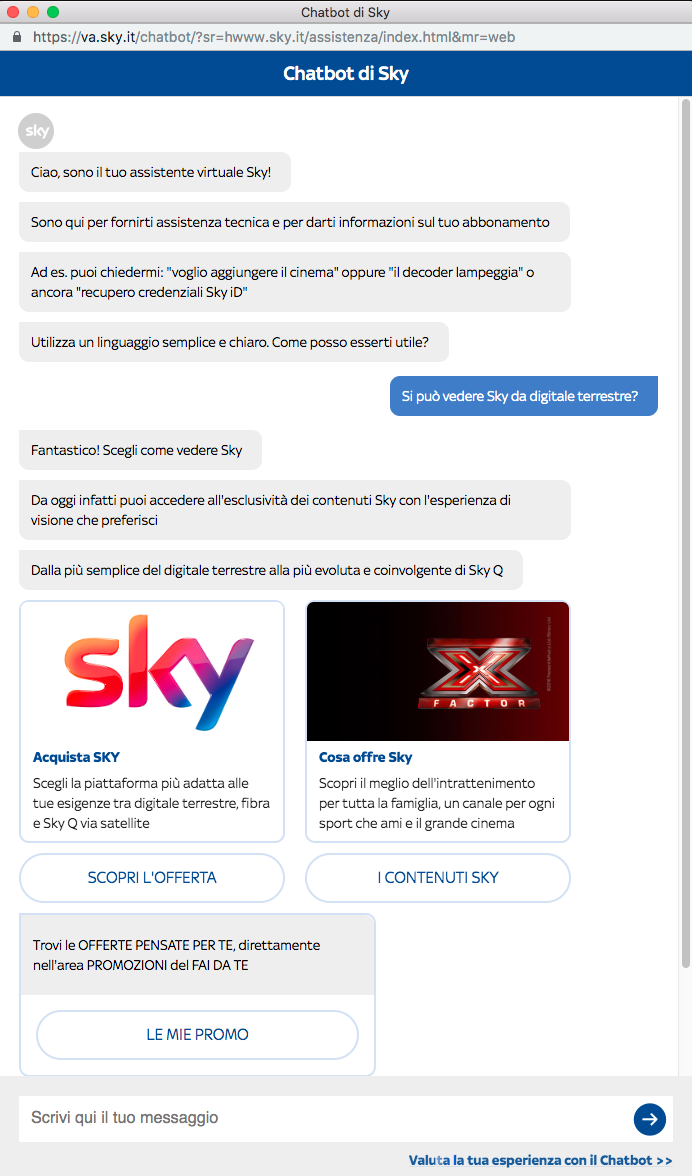 Chatbot di Sky
https://va.sky.it/chatbot/?sr=hwww.sky.it/assistenza/index.html&mr=web
Chatbot di Sky
sky
Ciao, sono il tuo assistente virtuale Sky!
Sono qui per fornirti assistenza tecnica e per darti informazioni sul tuo abbonamento
Ad es. puoi chiedermi: "voglio aggiungere il cinema" oppure "il decoder lampeggia" o
ancora "recupero credenziali Sky iD"
Utilizza un linguaggio semplice e chiaro. Come posso esserti utile?
Si può vedere Sky da digitale terrestre?
Fantastico! Scegli come vedere Sky
Da oggi infatti puoi accedere all'esclusività dei contenuti Sky con l'esperienza di
visione che preferisci
Dalla più semplice del digitale terrestre alla più evoluta e coinvolgente di Sky Q
sky
Acquista SKY
Scegli la piattaforma più adatta alle
tue esigenze tra digitale terrestre, fibra
e Sky Q via satellite
SCOPRI L'OFFERTA
X
FACTOR
Cosa offre Sky
Scopri il meglio dell'intrattenimento
per tutta la famiglia, un canale per ogni
sport che ami e il grande cinema
I CONTENUTI SKY
Trovi le OFFERTE PENSATE PER TE, direttamente
nell'area PROMOZIONI del FAI DA TE
LE MIE PROMO
Scrivi qui il tuo messaggio
Valuta la tua esperienza con il Chatbot >>